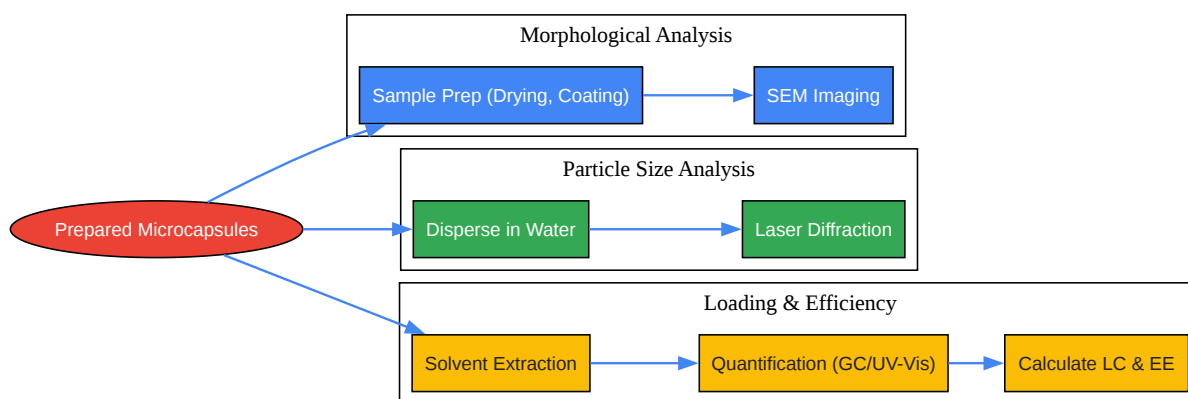 Morphological Analysis
Sample Prep (Drying, Coating)
SEM Imaging
Particle Size Analysis
Prepared Microcapsules
Disperse in Water
Laser Diffraction
Loading & Efficiency
Solvent Extraction
Quantification (GC/UV-Vis)
Calculate LC & EE